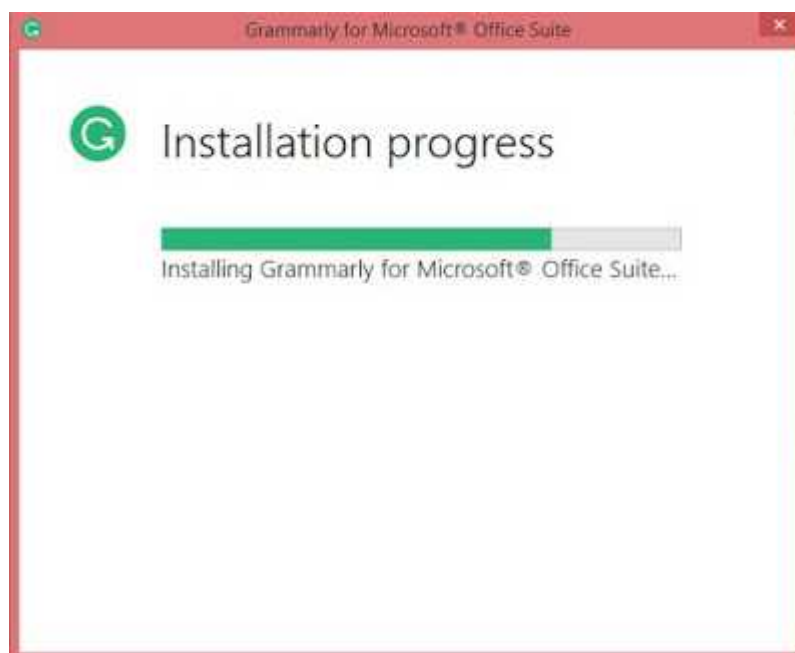 Grammarly for Microsoft® Office Suite
Installation progress
Installing Grammarly for Microsoft® Office Suite...